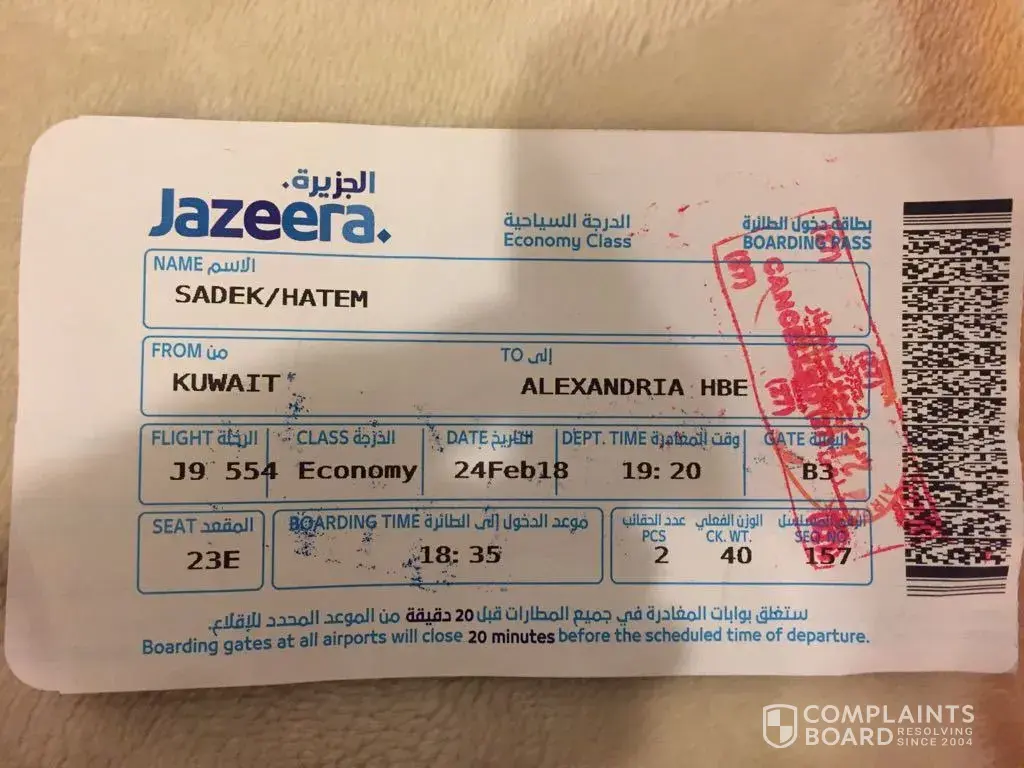 الجزيرة
Jazeera
الدرجة السياحية
Economy Class
بطاقة دخول الطائرة
BOARDING PASS
NAME الاسم
SADEK/HATEM
FROM من
TO إلى
KUWAIT
ALEXANDRIA HBE
FLIGHT الرحلة
CLASS الدرجة
DATE التاريخ
DEPT. TIME وقت المغادرة
GATE البوابة
J9 554
Economy
24Feb18
19:20
B3
SEAT المقعد
BOARDING TIME موعد الدخول إلى الطائرة
عدد الحقائب
الوزن الفعلي
الرقم المتسلسل
PCS
CK. WT.
SEQ. NO.
23E
18:35
2
40
157
ستغلق بوابات المغادرة في جميع المطارات قبل 20 دقيقة من الموعد المحدد للإقلاع.
Boarding gates at all airports will close 20 minutes before the scheduled time of departure.
COMPLAINTS
BOARD RESOLVING SINCE 2004